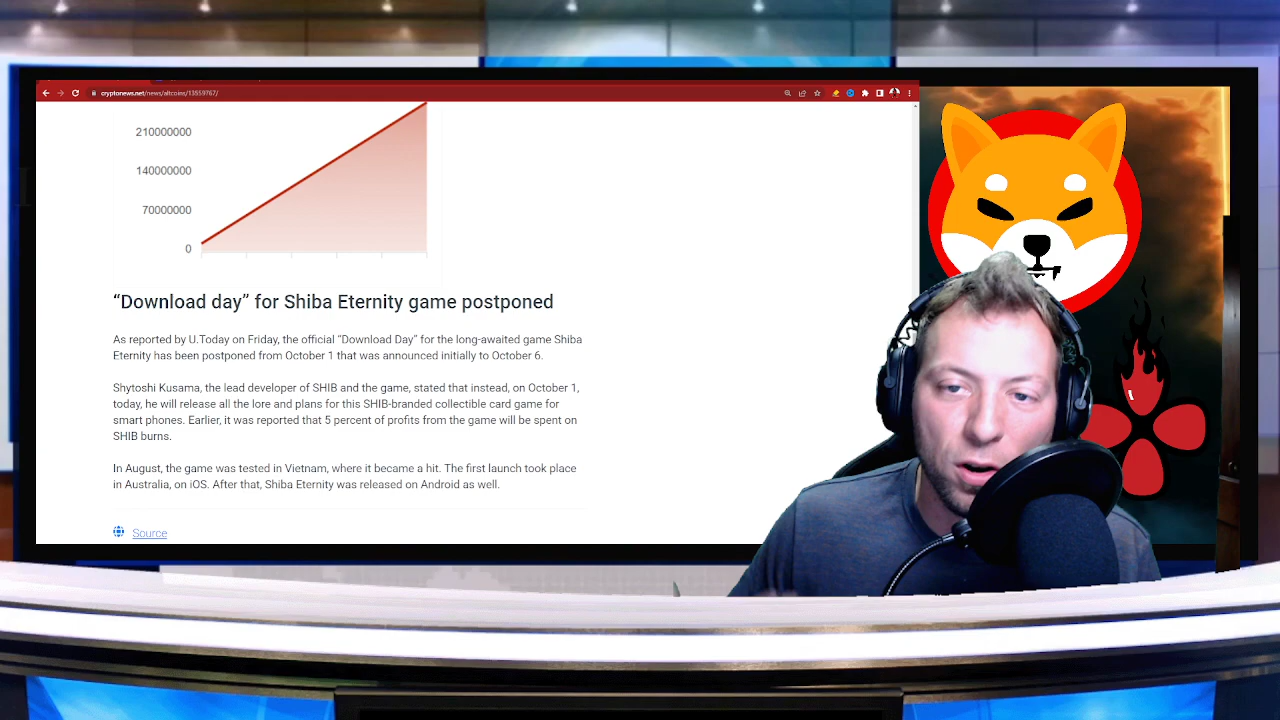 cryptonews.net/news/altcoins/13559767/
210000000
140000000
70000000
0
“Download day” for Shiba Eternity game postponed
As reported by U.Today on Friday, the official “Download Day” for the long-awaited game Shiba
Eternity has been postponed from October 1 that was announced initially to October 6.
Shytoshi Kusama, the lead developer of SHIB and the game, stated that instead, on October 1,
today, he will release all the lore and plans for this SHIB-branded collectible card game for
smart phones. Earlier, it was reported that 5 percent of profits from the game will be spent on
SHIB burns.
In August, the game was tested in Vietnam, where it became a hit. The first launch took place
in Australia, on iOS. After that, Shiba Eternity was released on Android as well.
Source